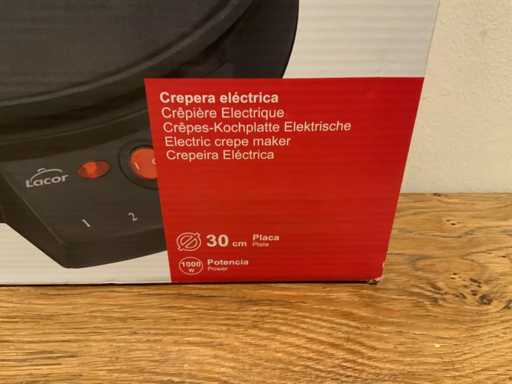 Crepera eléctrica
Crêpière Electrique
Crêpes-Kochplatte Elektrische
Electric crepe maker
Crepeira Eléctrica
Lacor
1 2
30 cm Placa
Plate
1000 W Potencia
Power